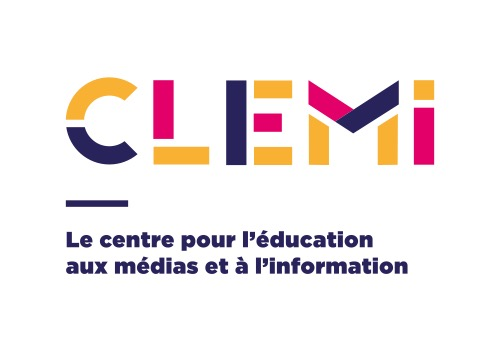 CLEMi
Le centre pour l'éducation
aux médias et à l'information